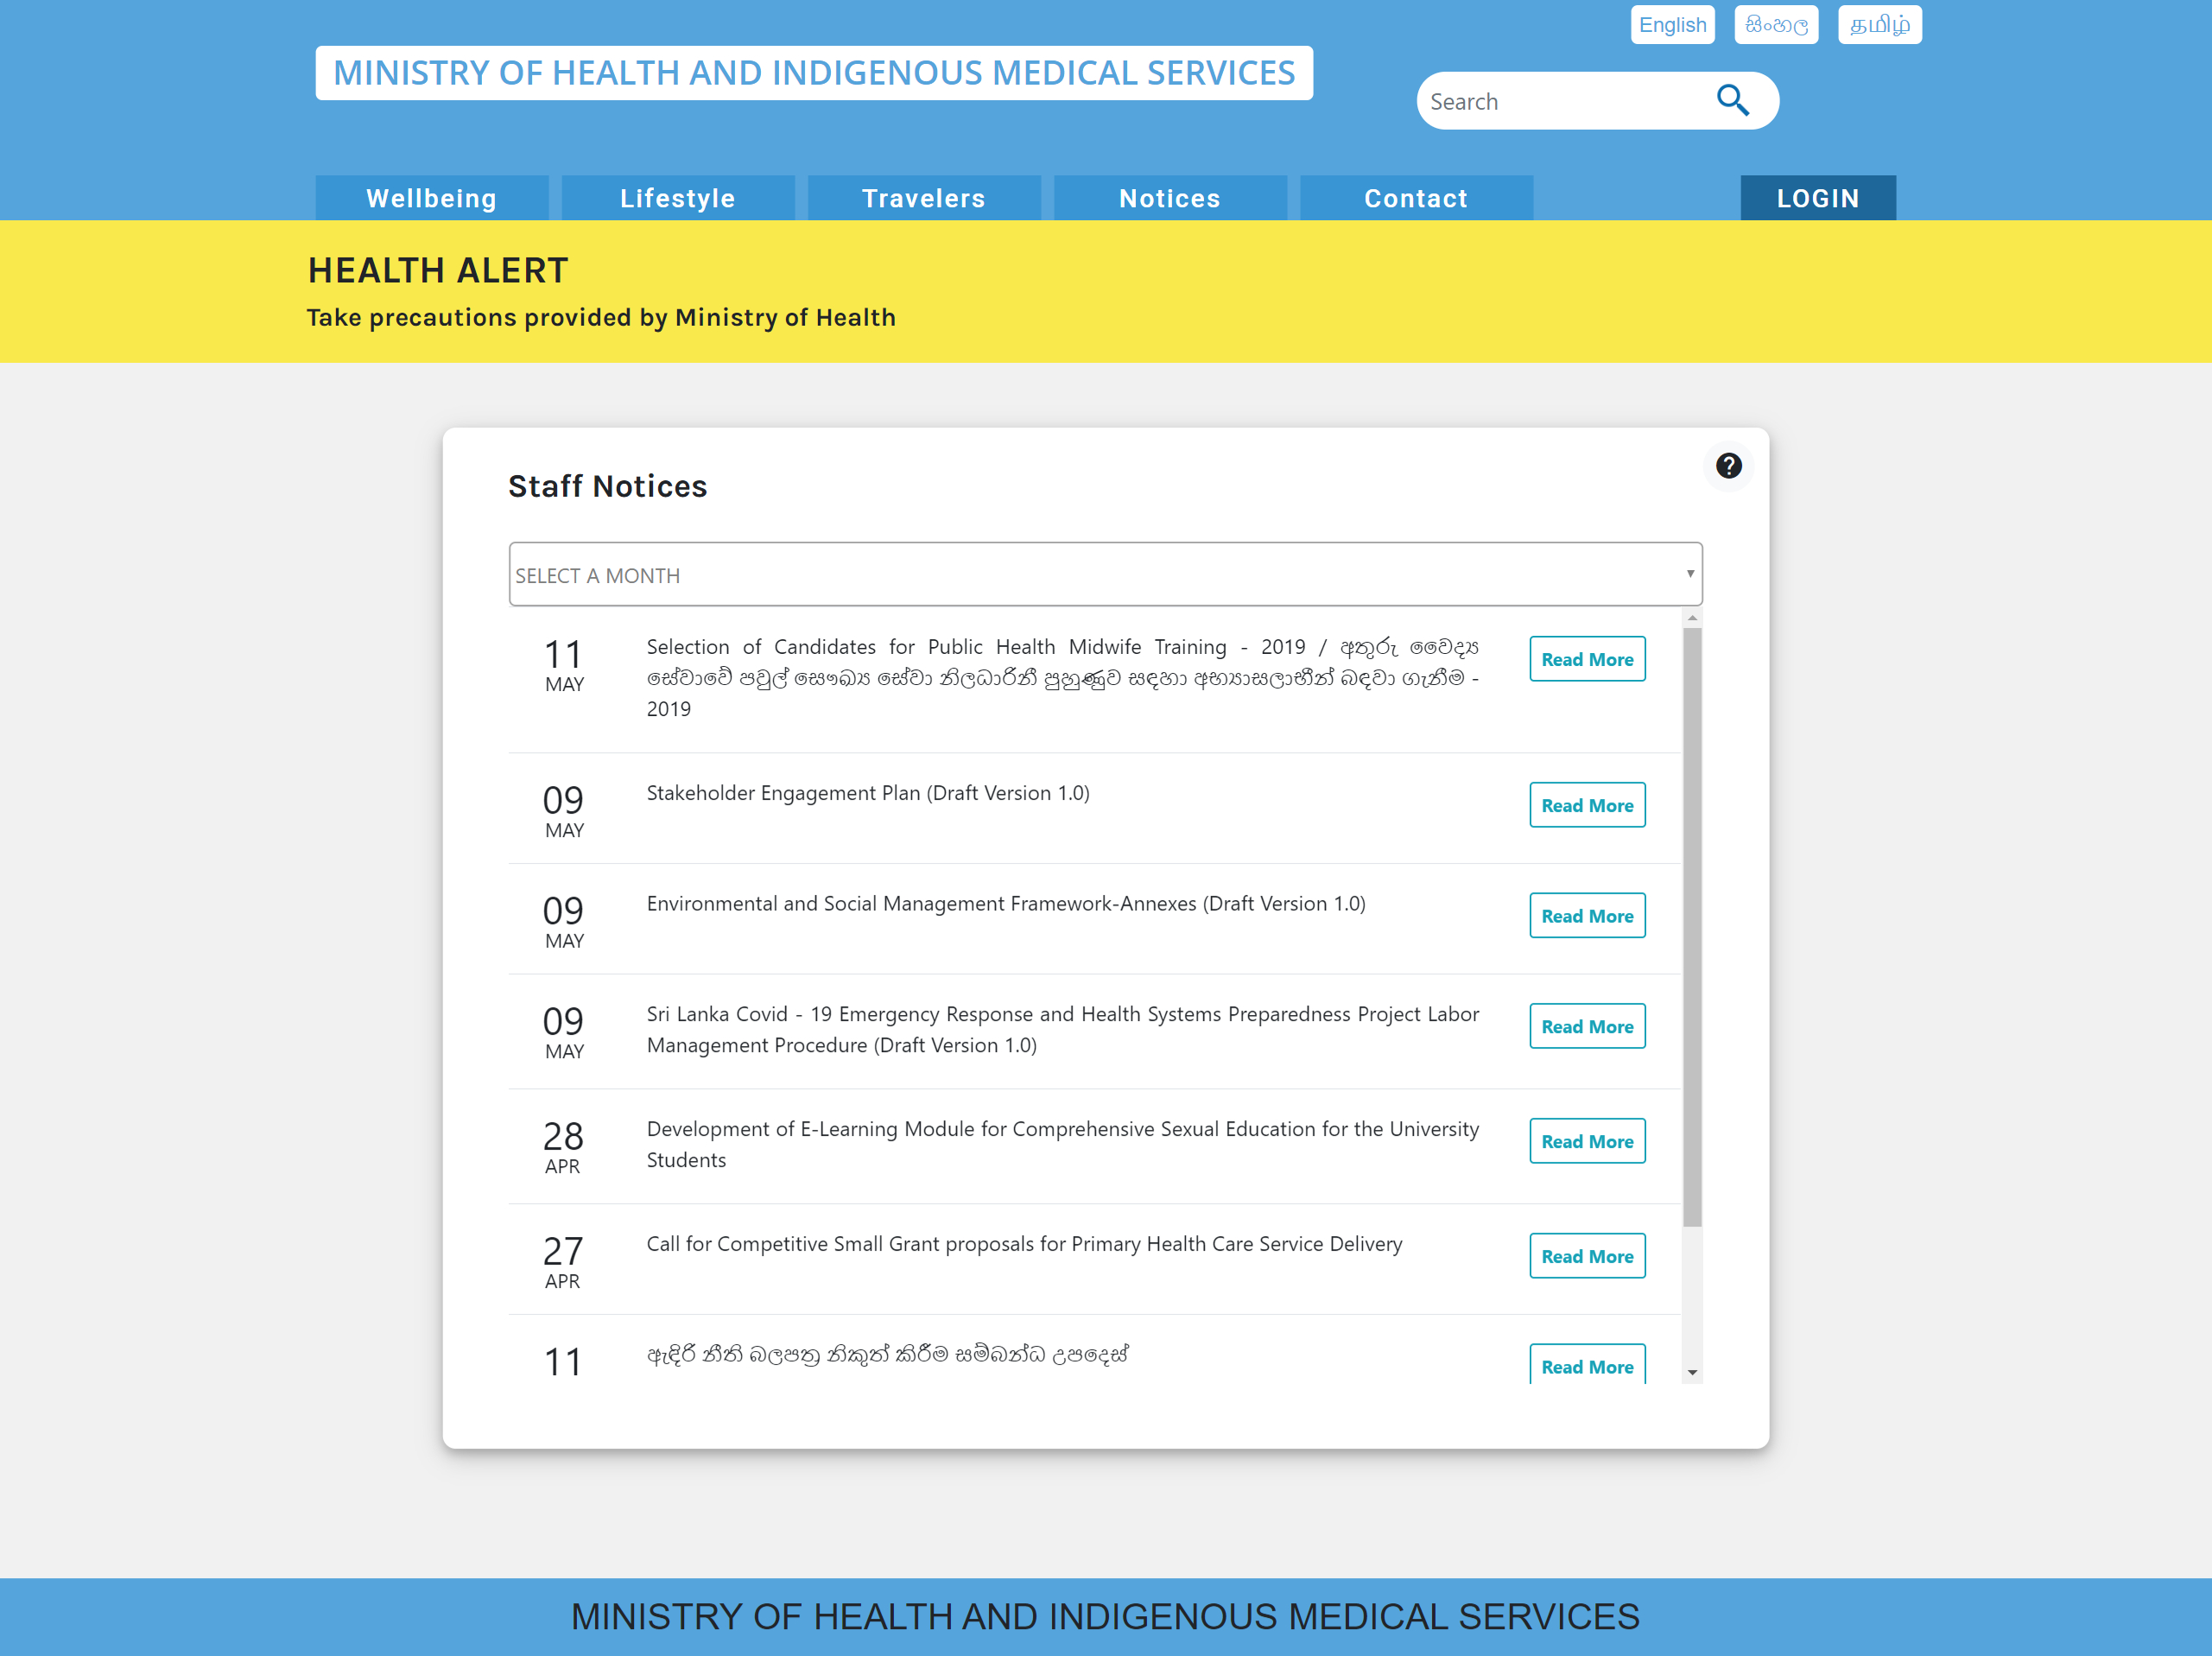 English
සිංහල
தமிழ்
MINISTRY OF HEALTH AND INDIGENOUS MEDICAL SERVICES
Search
Wellbeing
Lifestyle
Travelers
Notices
Contact
LOGIN
HEALTH ALERT
Take precautions provided by Ministry of Health
Staff Notices
SELECT A MONTH
11
MAY
Selection of Candidates for Public Health Midwife Training - 2019 / අතුරු වෛද්‍ය
සේවාවේ පවුල් සෞඛ්‍ය සේවා නිලධාරිනී පුහුණුව සඳහා අභ්‍යාසලාභීන් බඳවා ගැනීම -
2019
Read More
09
MAY
Stakeholder Engagement Plan (Draft Version 1.0)
Read More
09
MAY
Environmental and Social Management Framework-Annexes (Draft Version 1.0)
Read More
09
MAY
Sri Lanka Covid - 19 Emergency Response and Health Systems Preparedness Project Labor
Management Procedure (Draft Version 1.0)
Read More
28
APR
Development of E-Learning Module for Comprehensive Sexual Education for the University
Students
Read More
27
APR
Call for Competitive Small Grant proposals for Primary Health Care Service Delivery
Read More
11
ඇඳිරි නීති බලපත්‍ර නිකුත් කිරීම සම්බන්ධ උපදෙස්
Read More
MINISTRY OF HEALTH AND INDIGENOUS MEDICAL SERVICES